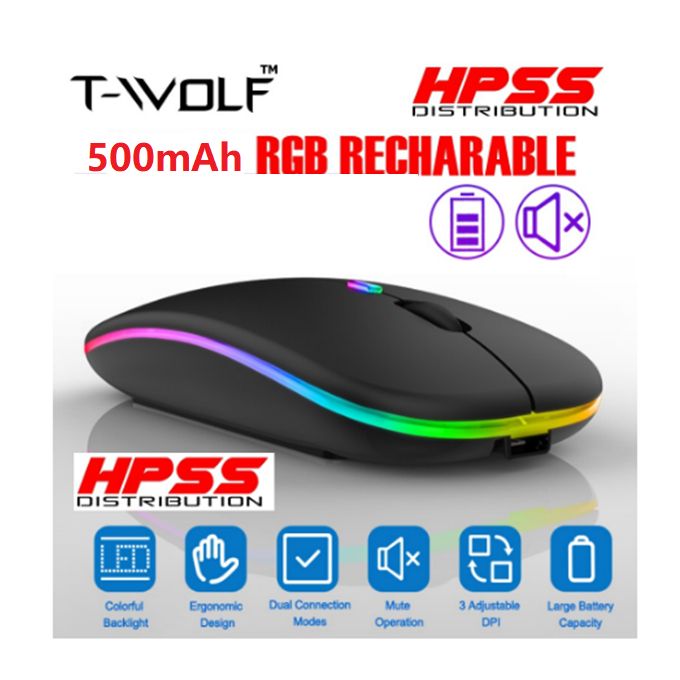 T-WOLF™
HPSS
DISTRIBUTION
500mAh RGB RECHARABLE
HPSS
DISTRIBUTION
LED
Colorful
Backlight
Ergonomic
Design
Dual Connection
Modes
Mute
Operation
3 Adjustable
DPI
Large Battery
Capacity